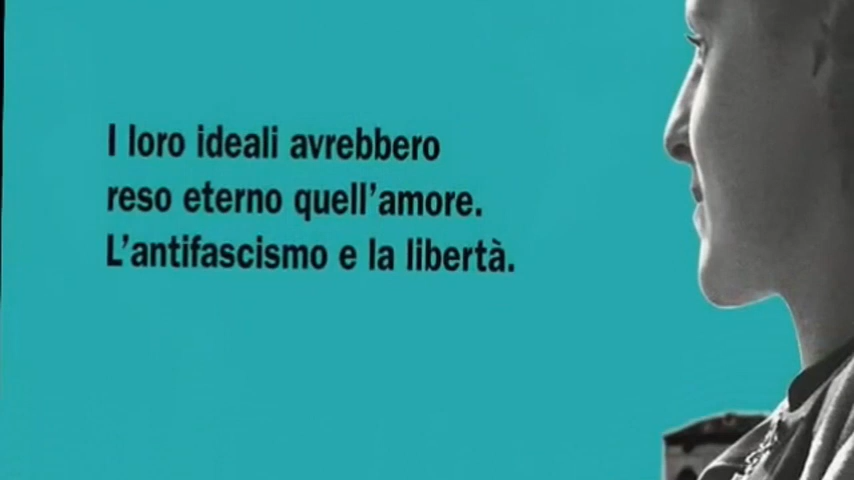 I loro ideali avrebbero
reso eterno quell'amore.
L'antifascismo e la libertà.